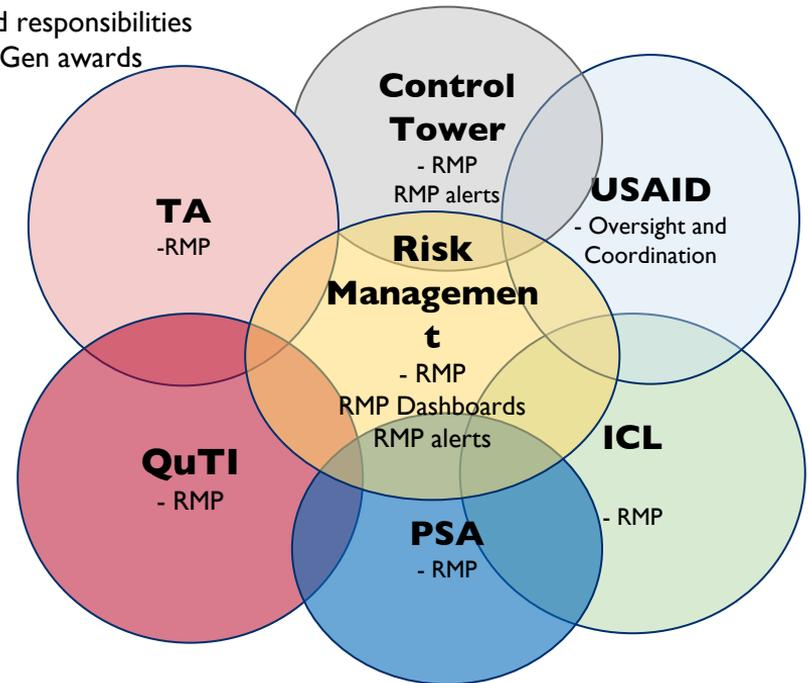 d responsibilities
Gen awards
Control
Tower
- RMP
RMP alerts
USAID
- Oversight and
Coordination
TA
-RMP
Risk
Managemen
t
- RMP
RMP Dashboards
RMP alerts
ICL
- RMP
QuTI
- RMP
PSA
- RMP